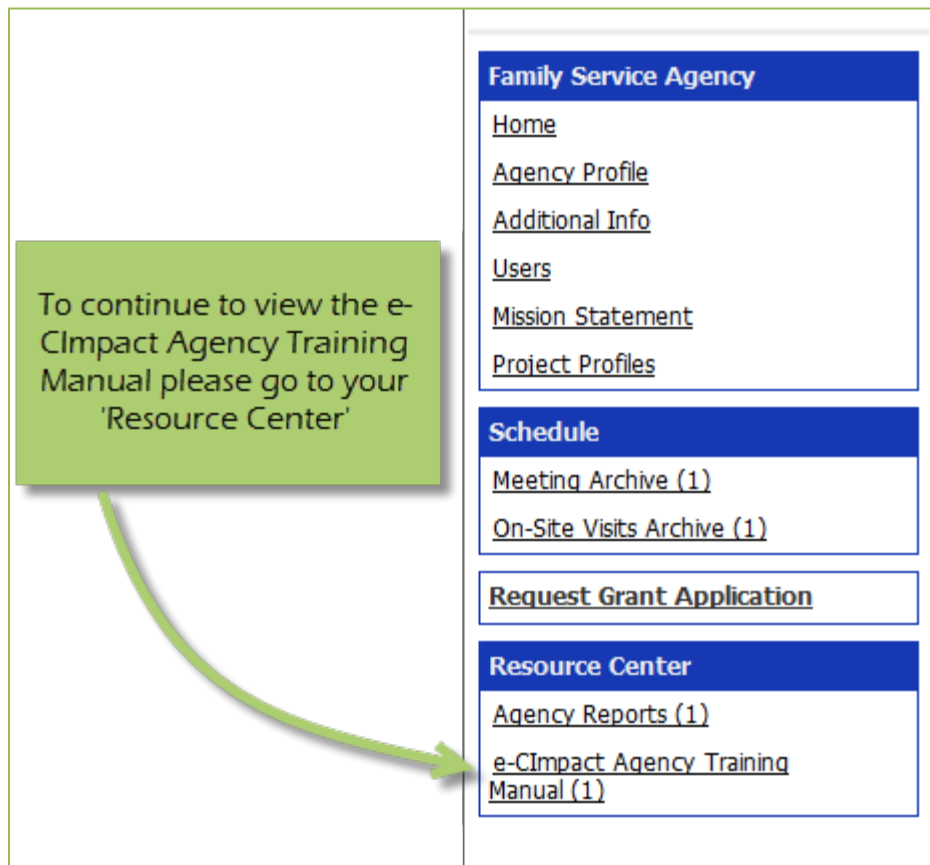 To continue to view the e-
CImpact Agency Training
Manual please go to your
'Resource Center'
Family Service Agency
Home
Agency Profile
Additional Info
Users
Mission Statement
Project Profiles
Schedule
Meeting Archive (1)
On-Site Visits Archive (1)
Request Grant Application
Resource Center
Agency Reports (1)
e-CImpact Agency Training
Manual (1)